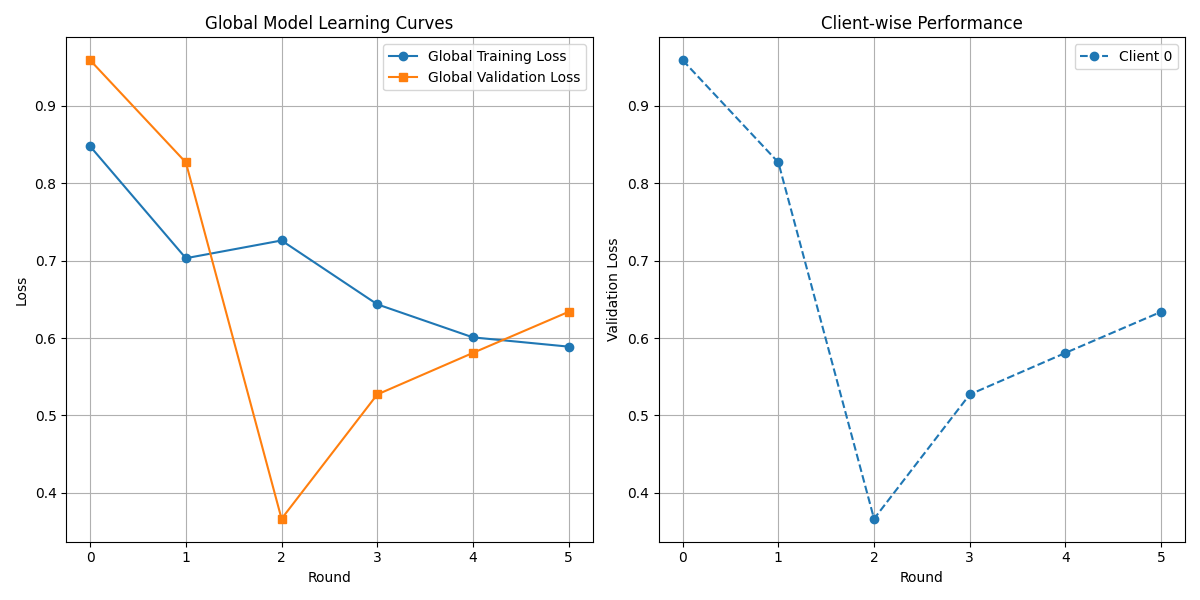 Global Model Learning Curves
Global Training Loss
Global Validation Loss
Loss
0.9
0.8
0.7
0.6
0.5
0.4
0 1 2 3 4 5
Round
Client-wise Performance
Client 0
Validation Loss
0.9
0.8
0.7
0.6
0.5
0.4
0 1 2 3 4 5
Round